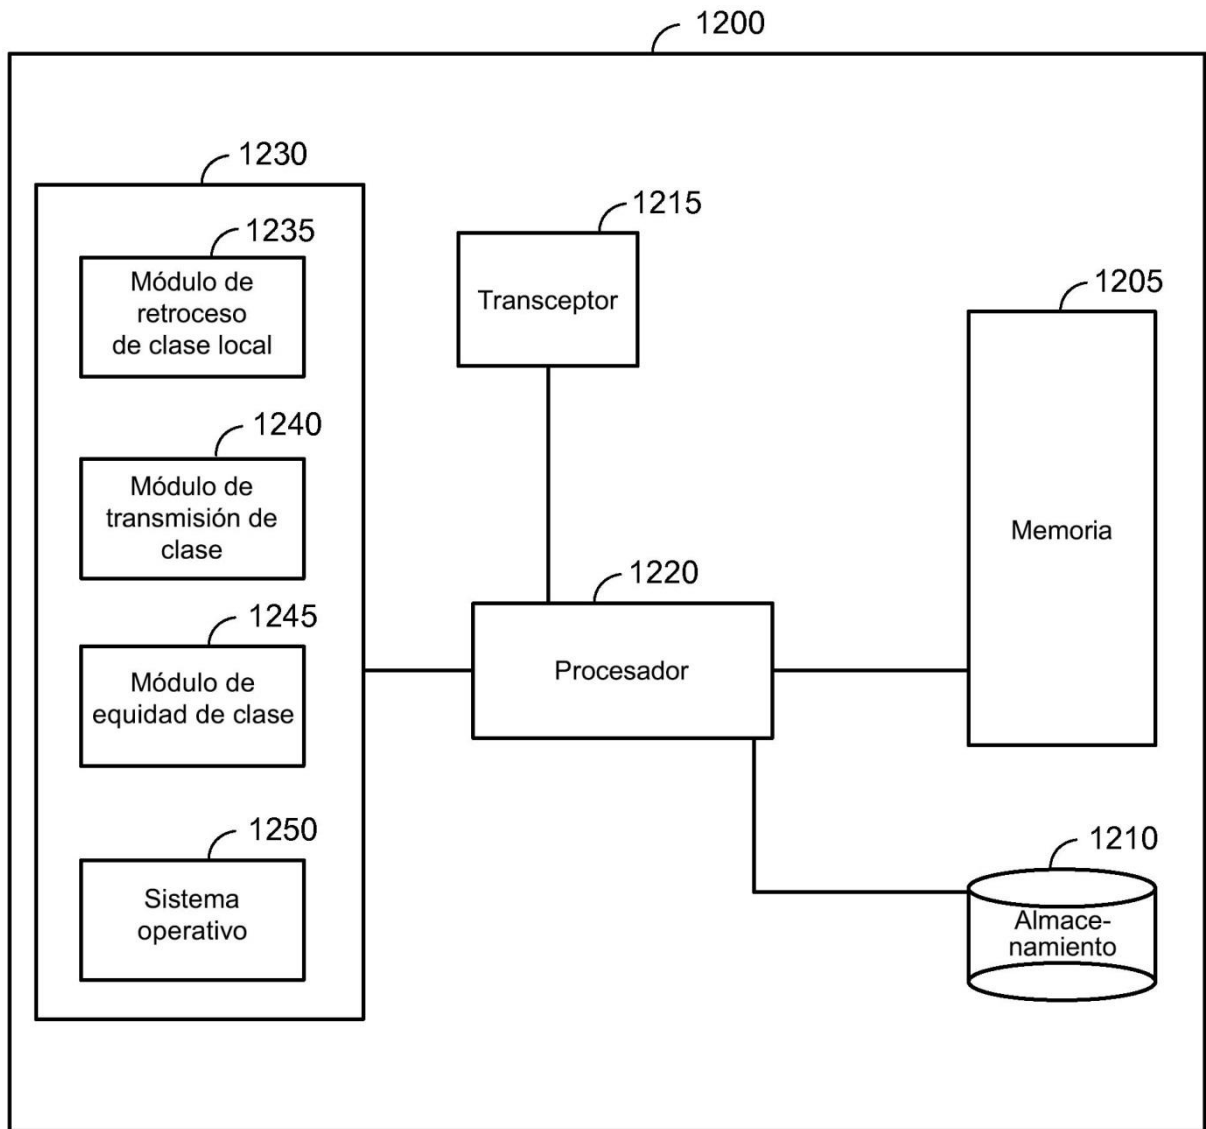 1200
1230
1235
Módulo de
retroceso
de clase local
1240
Módulo de
transmisión de
clase
1245
Módulo de
equidad de clase
1250
Sistema
operativo
1215
Transceptor
1220
Procesador
1205
Memoria
1210
Almace-
namiento